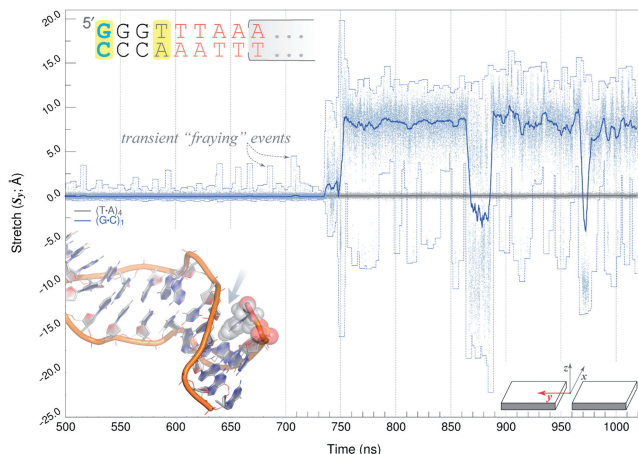 5′ G G G T T T A A A
C C C A A A T T T ...
transient "fraying" events
Stretch (Sy; Å)
20.0
15.0
10.0
5.0
0.0
(T·A)4
(G·C)1
-5.0
-10.0
-15.0
-20.0
-25.0
z
x
y
500
550
600
650
700
750
800
850
900
950
1000
Time (ns)